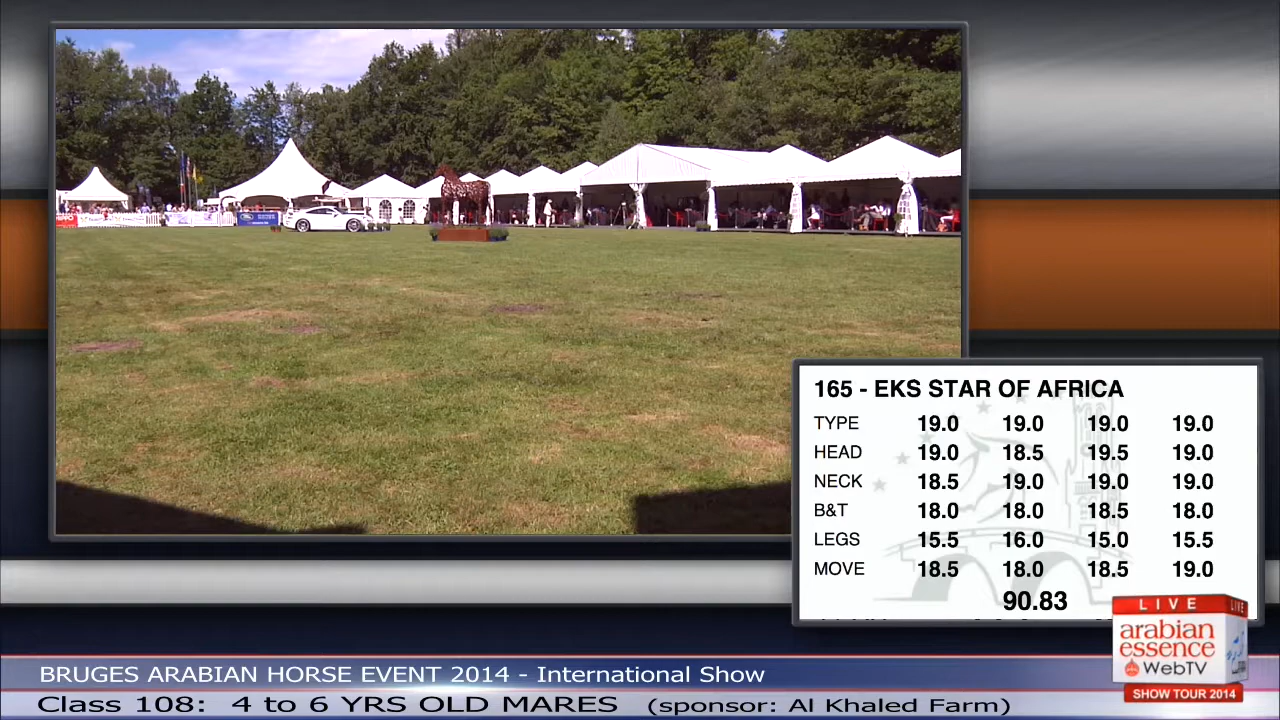 165 - EKS STAR OF AFRICA
TYPE 19.0 19.0 19.0 19.0
HEAD 19.0 18.5 19.5 19.0
NECK 18.5 19.0 19.0 19.0
B&T 18.0 18.0 18.5 18.0
LEGS 15.5 16.0 15.0 15.5
MOVE 18.5 18.0 18.5 19.0
90.83
LIVE LIVE
arabian
essence
WebTV
SHOW TOUR 2014
BRUGES ARABIAN HORSE EVENT 2014 - International Show
Class 108: 4 to 6 YRS OLD MARES (sponsor: Al Khaled Farm)